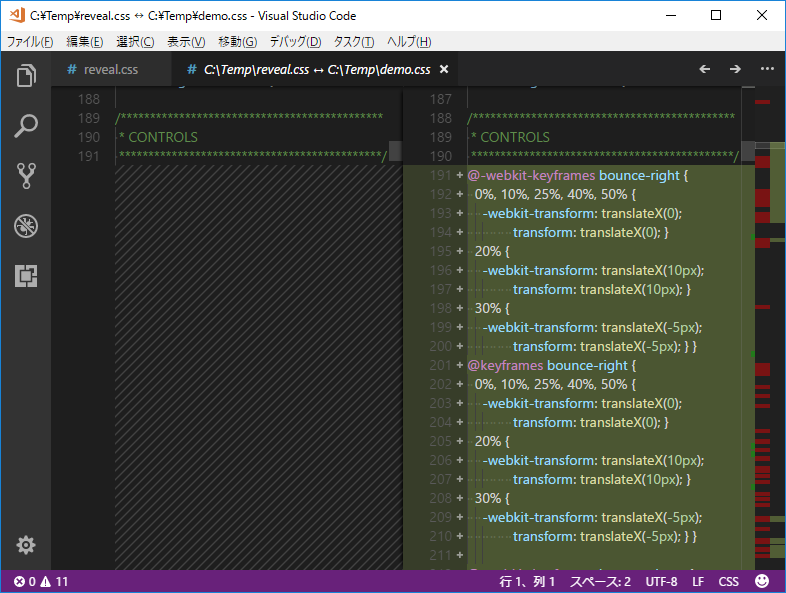 C:¥Temp¥reveal.css ↔ C:¥Temp¥demo.css - Visual Studio Code
ファイル(F) 編集(E) 選択(C) 表示(V) 移動(G) デバッグ(D) タスク(T) ヘルプ(H)
# reveal.css # C:\Temp\reveal.css ↔ C:\Temp\demo.css ×
188
189 /********************************************
190 * CONTROLS
191 ********************************************/
187
188 /********************************************
189 * CONTROLS
190 ********************************************/
191 + @-webkit-keyframes bounce-right {
192 + 0%, 10%, 25%, 40%, 50% {
193 + -webkit-transform: translateX(0);
194 + transform: translateX(0); }
195 + 20% {
196 + -webkit-transform: translateX(10px);
197 + transform: translateX(10px); }
198 + 30% {
199 + -webkit-transform: translateX(-5px);
200 + transform: translateX(-5px); } }
201 + @keyframes bounce-right {
202 + 0%, 10%, 25%, 40%, 50% {
203 + -webkit-transform: translateX(0);
204 + transform: translateX(0); }
205 + 20% {
206 + -webkit-transform: translateX(10px);
207 + transform: translateX(10px); }
208 + 30% {
209 + -webkit-transform: translateX(-5px);
210 + transform: translateX(-5px); } }
211 +
0 11 行 1、列 1 スペース: 2 UTF-8 LF CSS